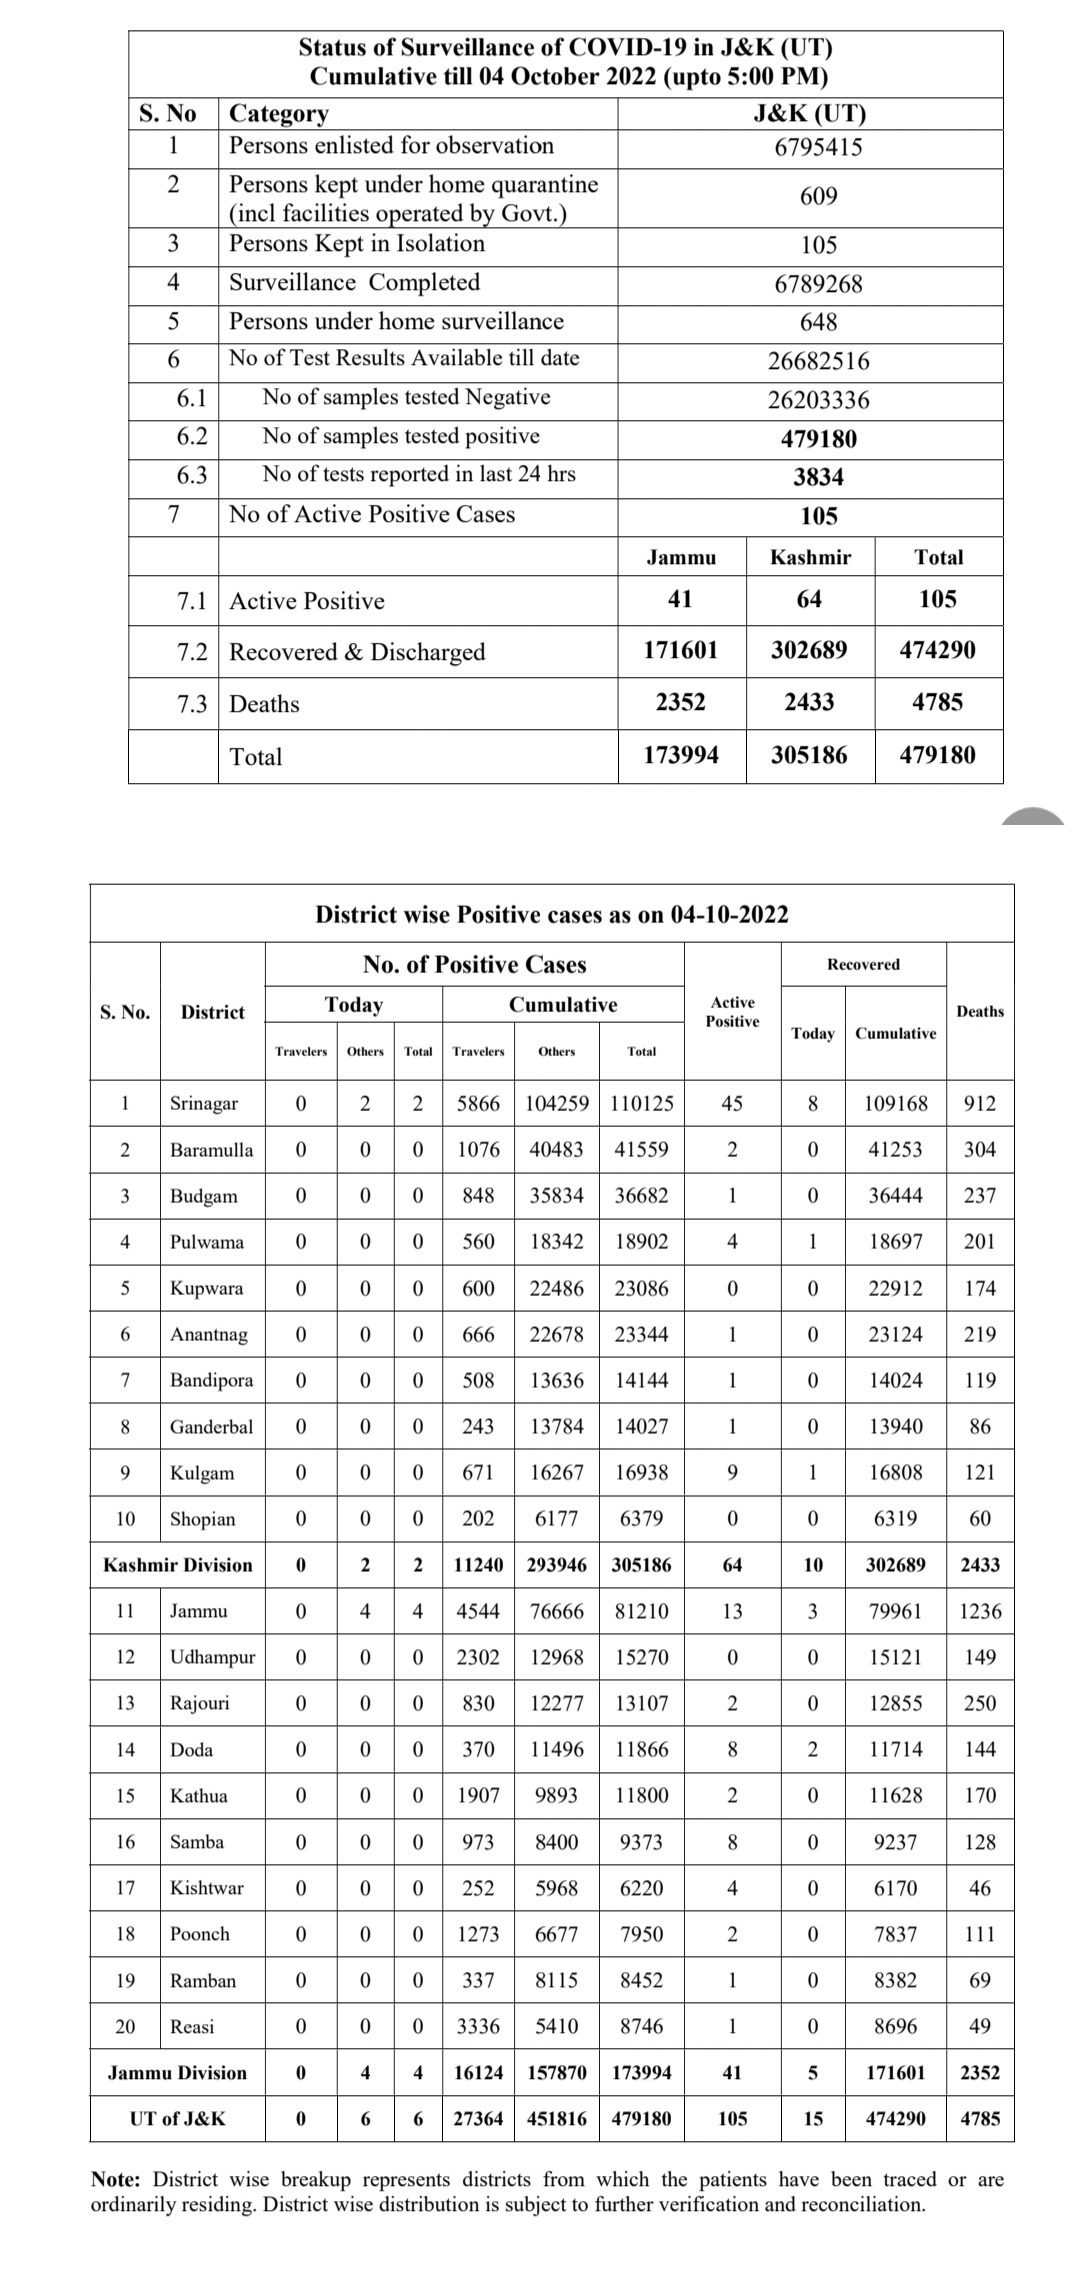 Status of Surveillance of COVID-19 in J&K (UT)
Cumulative till 04 October 2022 (upto 5:00 PM)
S. No Category J&K (UT)
1 Persons enlisted for observation 6795415
2 Persons kept under home quarantine
(incl facilities operated by Govt.) 609
3 Persons Kept in Isolation 105
4 Surveillance Completed 6789268
5 Persons under home surveillance 648
6 No of Test Results Available till date 26682516
6.1 No of samples tested Negative 26203336
6.2 No of samples tested positive 479180
6.3 No of tests reported in last 24 hrs 3834
7 No of Active Positive Cases 105
Jammu Kashmir Total
7.1 Active Positive 41 64 105
7.2 Recovered & Discharged 171601 302689 474290
7.3 Deaths 2352 2433 4785
Total 173994 305186 479180
District wise Positive cases as on 04-10-2022
S. No. District No. of Positive Cases Active Positive Recovered Deaths
Today Cumulative Today Cumulative
Travelers Others Total Travelers Others Total
1 Srinagar 0 2 2 5866 104259 110125 45 8 109168 912
2 Baramulla 0 0 0 1076 40483 41559 2 0 41253 304
3 Budgam 0 0 0 848 35834 36682 1 0 36444 237
4 Pulwama 0 0 0 560 18342 18902 4 1 18697 201
5 Kupwara 0 0 0 600 22486 23086 0 0 22912 174
6 Anantnag 0 0 0 666 22678 23344 1 0 23124 219
7 Bandipora 0 0 0 508 13636 14144 1 0 14024 119
8 Ganderbal 0 0 0 243 13784 14027 1 0 13940 86
9 Kulgam 0 0 0 671 16267 16938 9 1 16808 121
10 Shopian 0 0 0 202 6177 6379 0 0 6319 60
Kashmir Division 0 2 2 11240 293946 305186 64 10 302689 2433
11 Jammu 0 4 4 4544 76666 81210 13 3 79961 1236
12 Udhampur 0 0 0 2302 12968 15270 0 0 15121 149
13 Rajouri 0 0 0 830 12277 13107 2 0 12855 250
14 Doda 0 0 0 370 11496 11866 8 2 11714 144
15 Kathua 0 0 0 1907 9893 11800 2 0 11628 170
16 Samba 0 0 0 973 8400 9373 8 0 9237 128
17 Kishtwar 0 0 0 252 5968 6220 4 0 6170 46
18 Poonch 0 0 0 1273 6677 7950 2 0 7837 111
19 Ramban 0 0 0 337 8115 8452 1 0 8382 69
20 Reasi 0 0 0 3336 5410 8746 1 0 8696 49
Jammu Division 0 4 4 16124 157870 173994 41 5 171601 2352
UT of J&K 0 6 6 27364 451816 479180 105 15 474290 4785
Note: District wise breakup represents districts from which the patients have been traced or are
ordinarily residing. District wise distribution is subject to further verification and reconciliation.